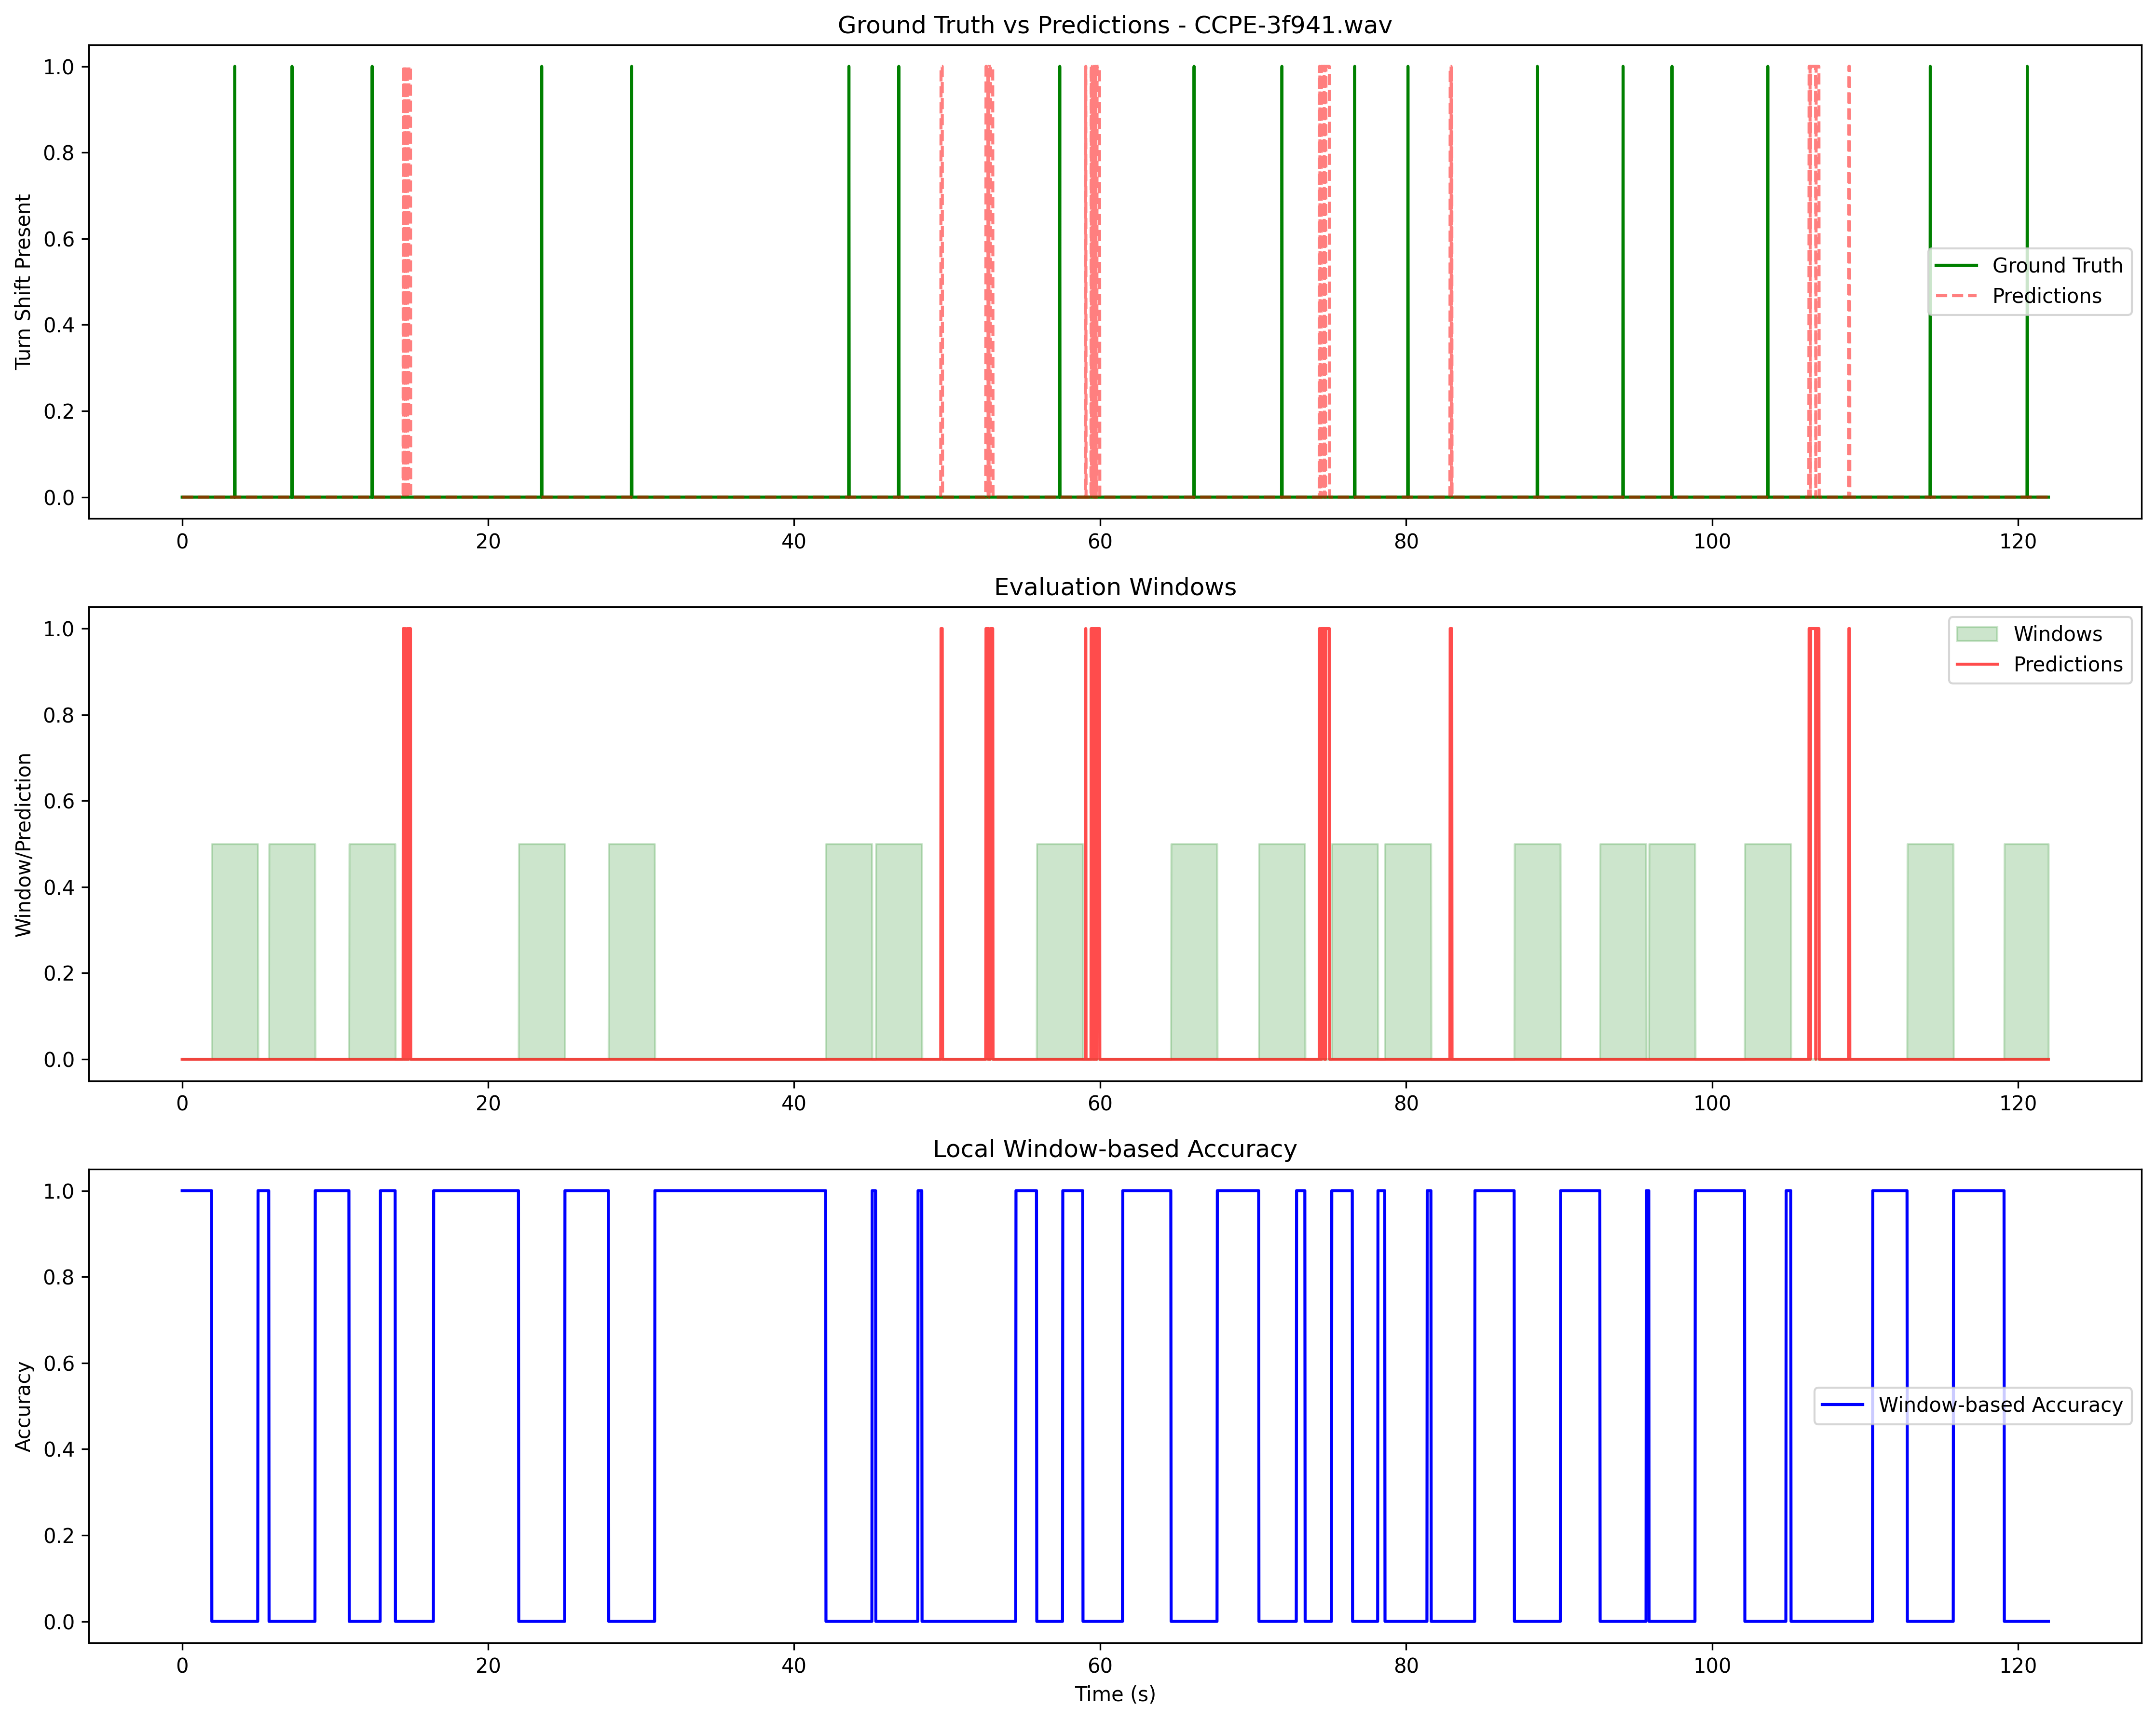 Ground Truth vs Predictions - CCPE-3f941.wav
Turn Shift Present
1.0
0.8
0.6
0.4
0.2
0.0
Ground Truth
Predictions
0 20 40 60 80 100 120
Evaluation Windows
Window/Prediction
1.0
0.8
0.6
0.4
0.2
0.0
Windows
Predictions
0 20 40 60 80 100 120
Local Window-based Accuracy
Accuracy
1.0
0.8
0.6
0.4
0.2
0.0
Window-based Accuracy
0 20 40 60 80 100 120
Time (s)